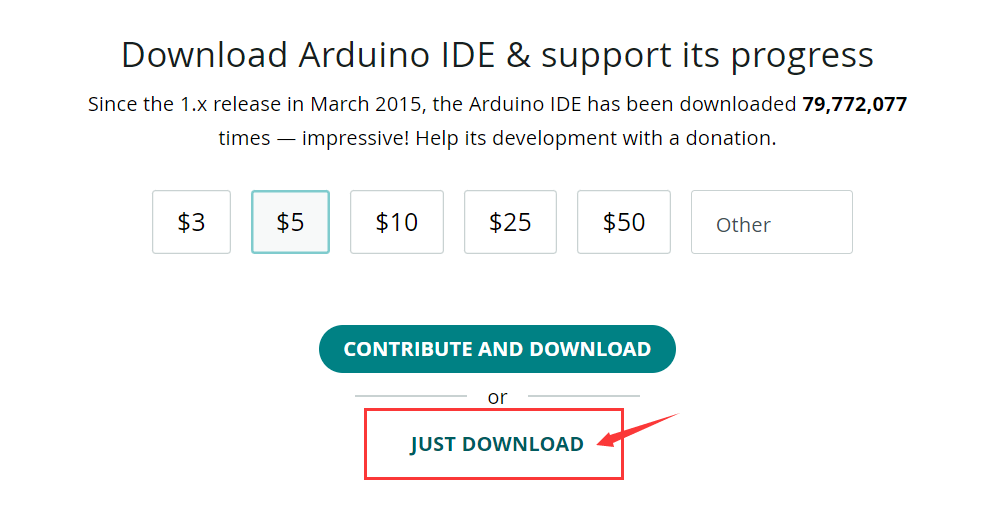 Download Arduino IDE & support its progress
Since the 1.x release in March 2015, the Arduino IDE has been downloaded 79,772,077
times — impressive! Help its development with a donation.
$3 $5 $10 $25 $50 Other
CONTRIBUTE AND DOWNLOAD
or
JUST DOWNLOAD